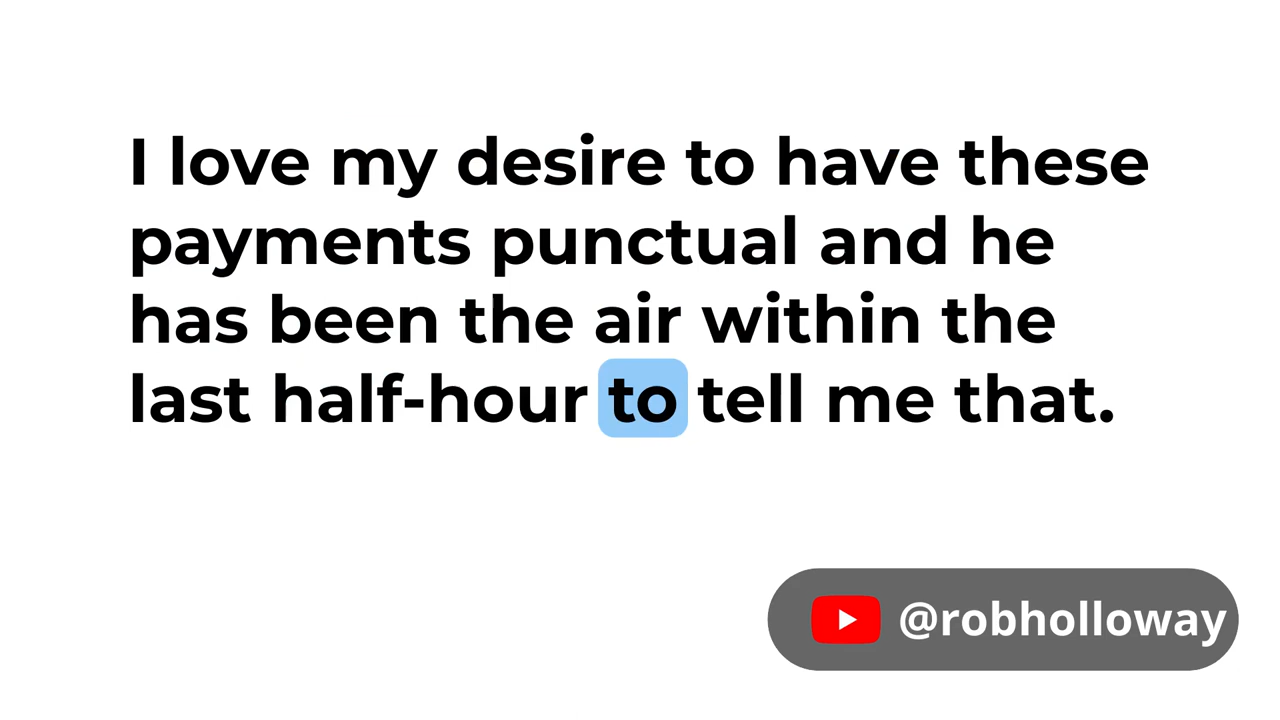 I love my desire to have these
payments punctual and he
has been the air within the
last half-hour to tell me that.
@robholloway